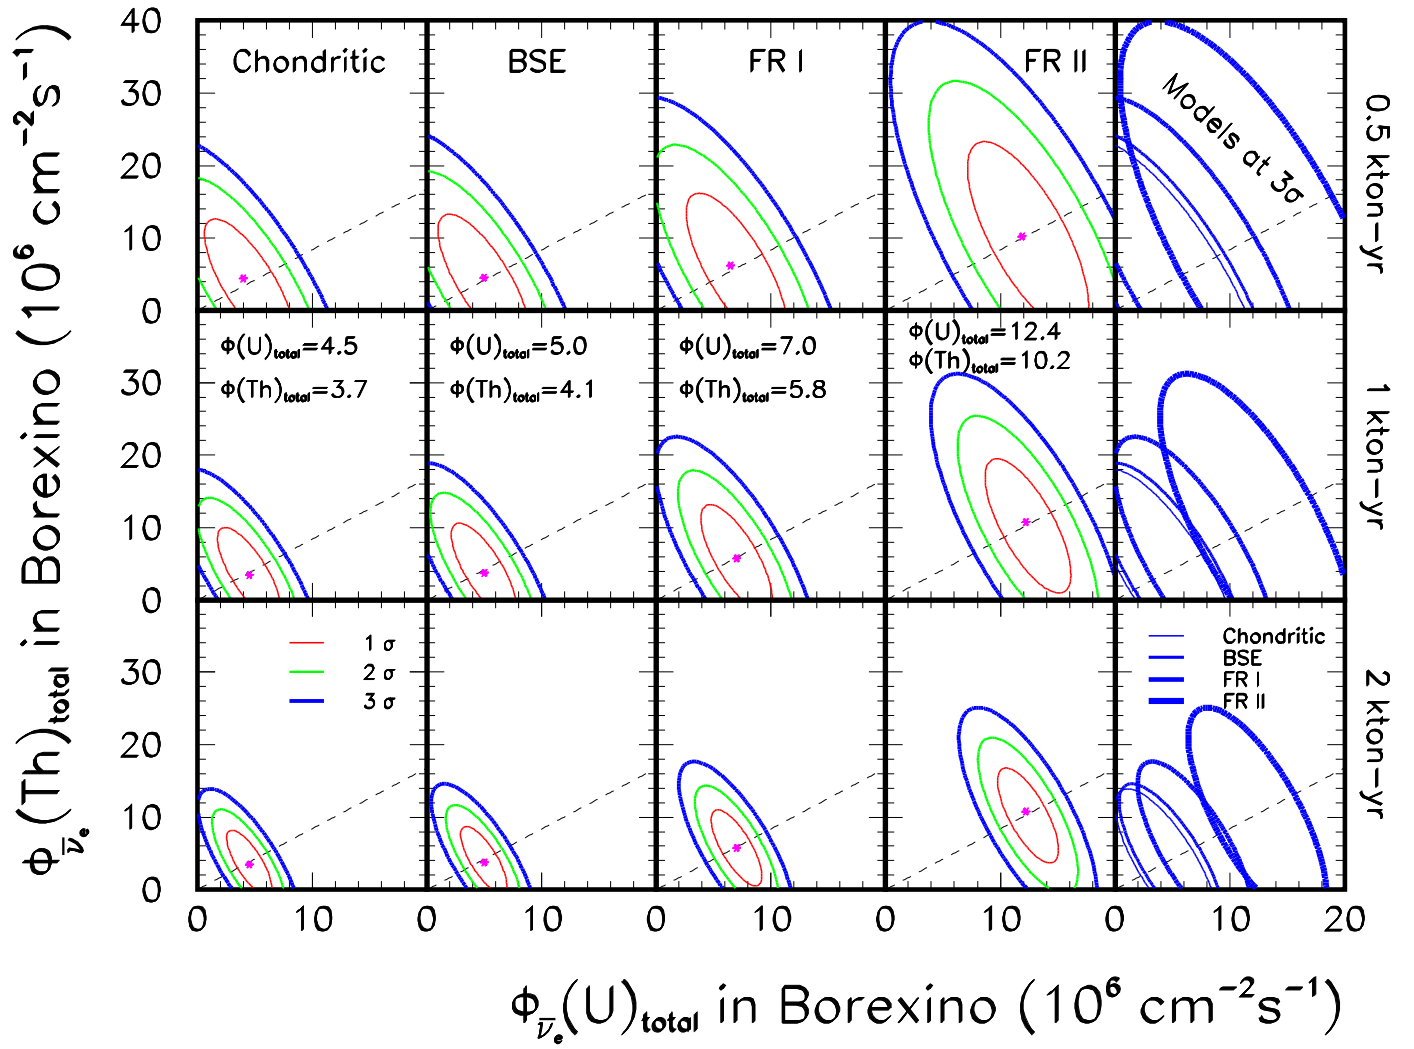 Φν̅e(Th)total in Borexino (10⁶ cm⁻²s⁻¹)
Chondritic BSE FR I FR II
Models at 3σ
40
30
20
10
0
0.5 kton-yr
Φ(U)total=4.5 Φ(U)total=5.0 Φ(U)total=7.0 Φ(U)total=12.4
Φ(Th)total=3.7 Φ(Th)total=4.1 Φ(Th)total=5.8 Φ(Th)total=10.2
30
20
10
0
1 kton-yr
1 σ
2 σ
3 σ
Chondritic
BSE
FR I
FR II
30
20
10
0
2 kton-yr
0 10 0 10 0 10 0 10 0 10 20
Φν̅e(U)total in Borexino (10⁶ cm⁻²s⁻¹)